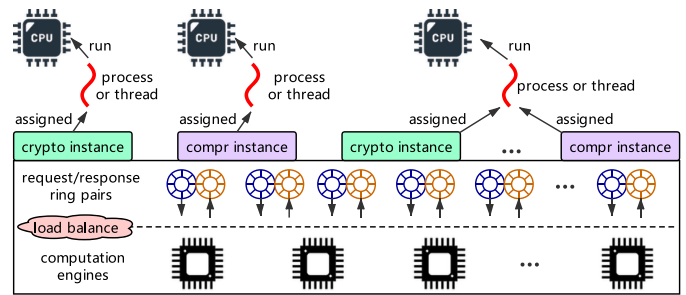 CPU
CPU
CPU
run
run
run
process
or thread
process
or thread
process or thread
assigned
assigned
assigned
assigned
crypto instance
compr instance
crypto instance
...
compr instance
request/response
ring pairs
...
load balance
computation
engines
...